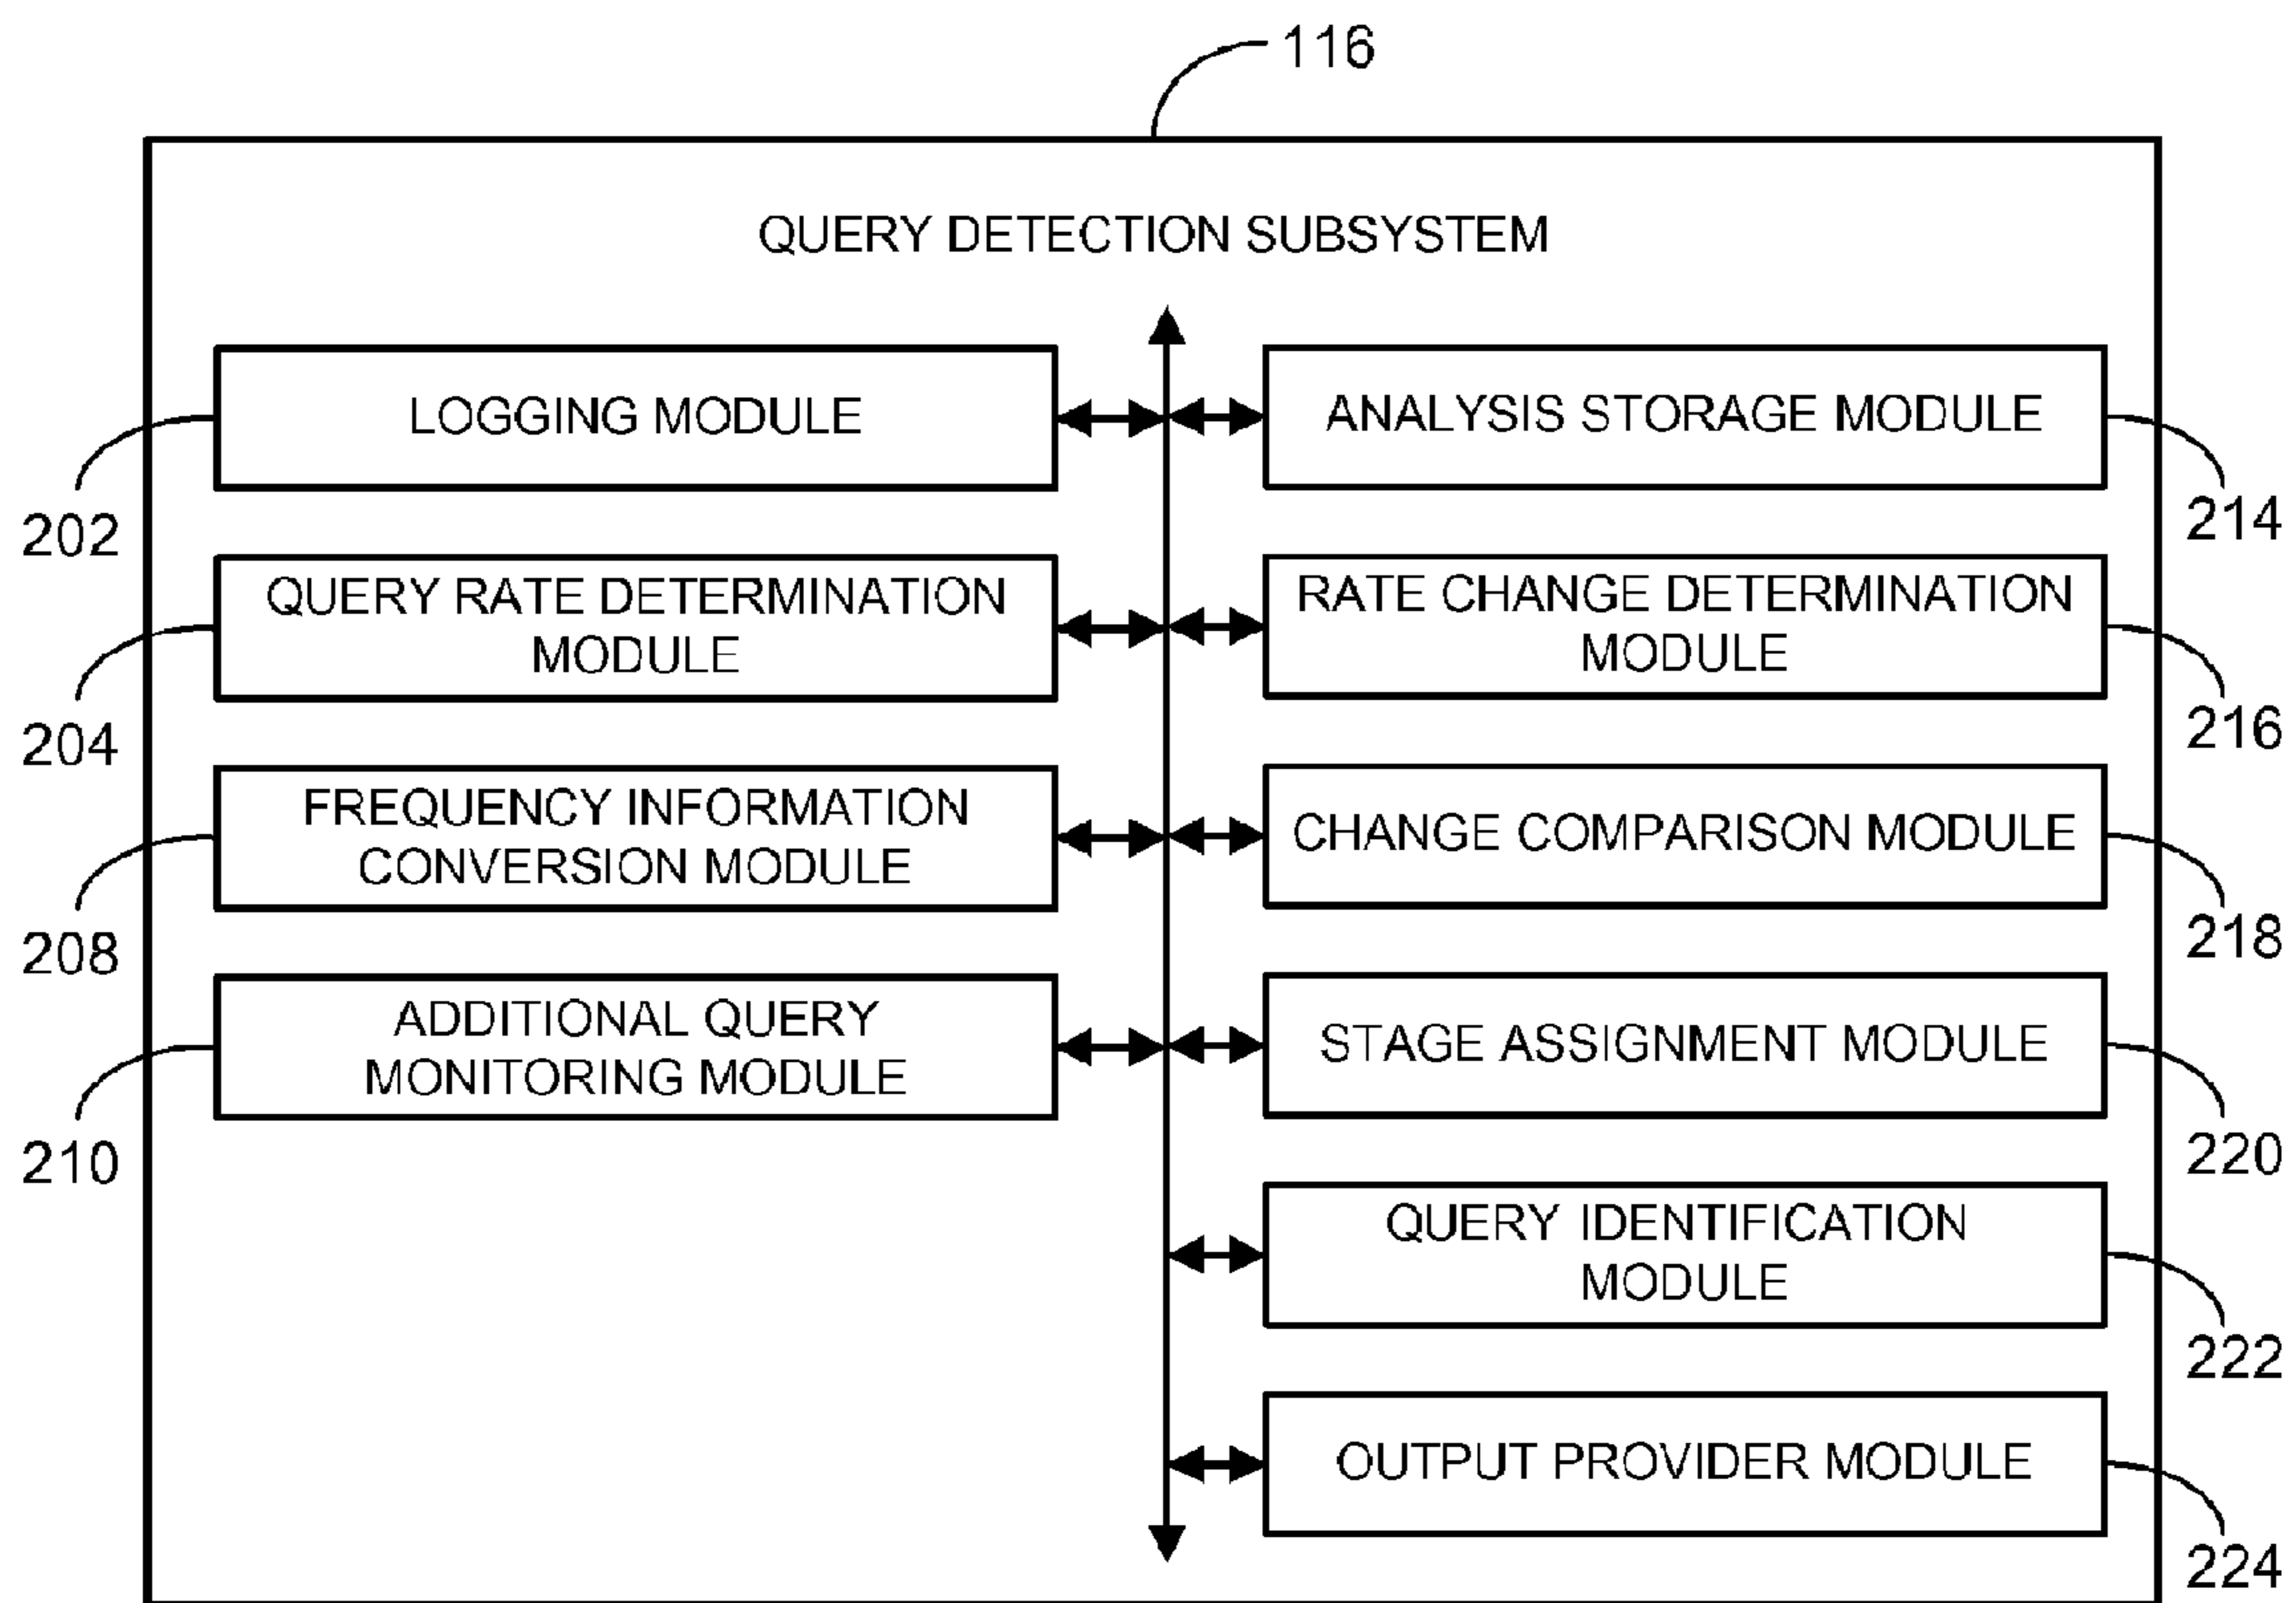 116
QUERY DETECTION SUBSYSTEM
LOGGING MODULE
202
QUERY RATE DETERMINATION
MODULE
204
FREQUENCY INFORMATION
CONVERSION MODULE
208
ADDITIONAL QUERY
MONITORING MODULE
210
ANALYSIS STORAGE MODULE
214
RATE CHANGE DETERMINATION
MODULE
216
CHANGE COMPARISON MODULE
218
STAGE ASSIGNMENT MODULE
220
QUERY IDENTIFICATION
MODULE
222
OUTPUT PROVIDER MODULE
224